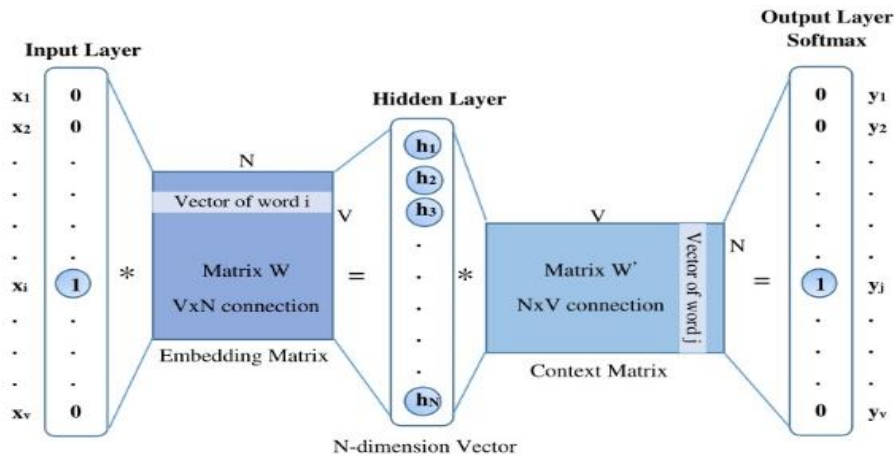 Input Layer
x1 0
x2 0
xi 1
xv 0
*
N
Vector of word i
V
Matrix W
VxN connection
Embedding Matrix
=
Hidden Layer
h1
h2
h3
hN
N-dimension Vector
*
V
N
Matrix W'
NxV connection
Vector of word j
Context Matrix
=
Output Layer
Softmax
0 y1
0 y2
1 yj
0 yv